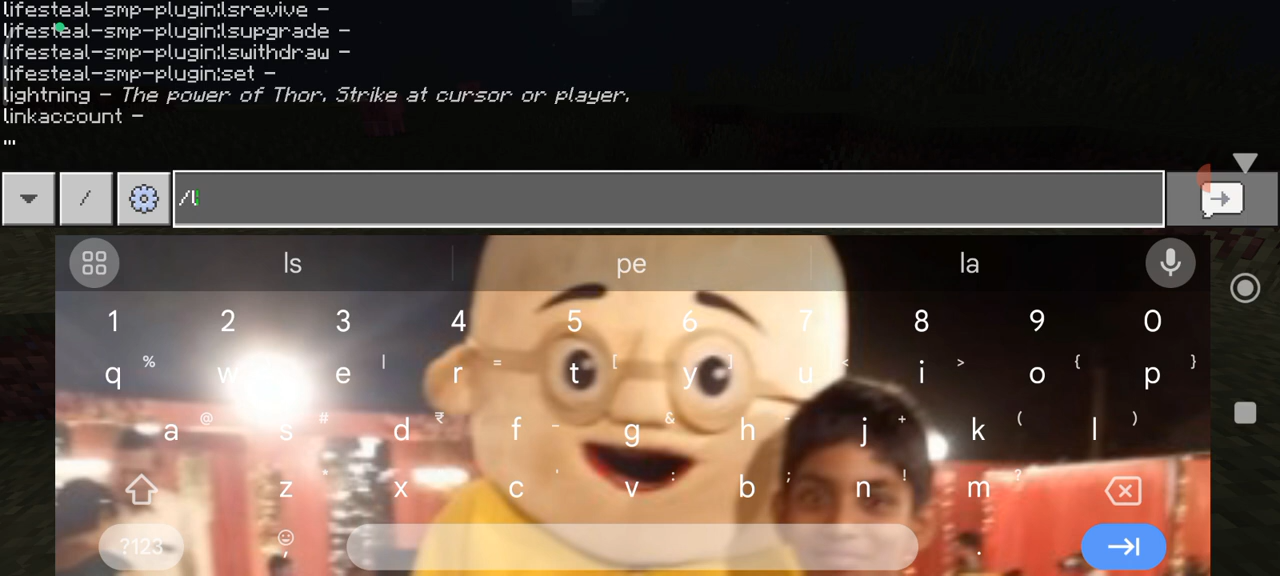 lifesteal-smp-plugin:lsrevive -
lifesteal-smp-plugin:lsupgrade -
lifesteal-smp-plugin:lswithdraw -
lifesteal-smp-plugin:set -
lightning - The power of Thor. Strike at cursor or player.
linkaccount -
...
/ /l
ls pe la
1 2 3 4 5 6 7 8 9 0
q % w e | r = t [ y ] u < i > o { p }
a @ s # d ₹ f - g & h - j + k ( l )
z * x c ' v : b ; n ! m ?
?123 , .